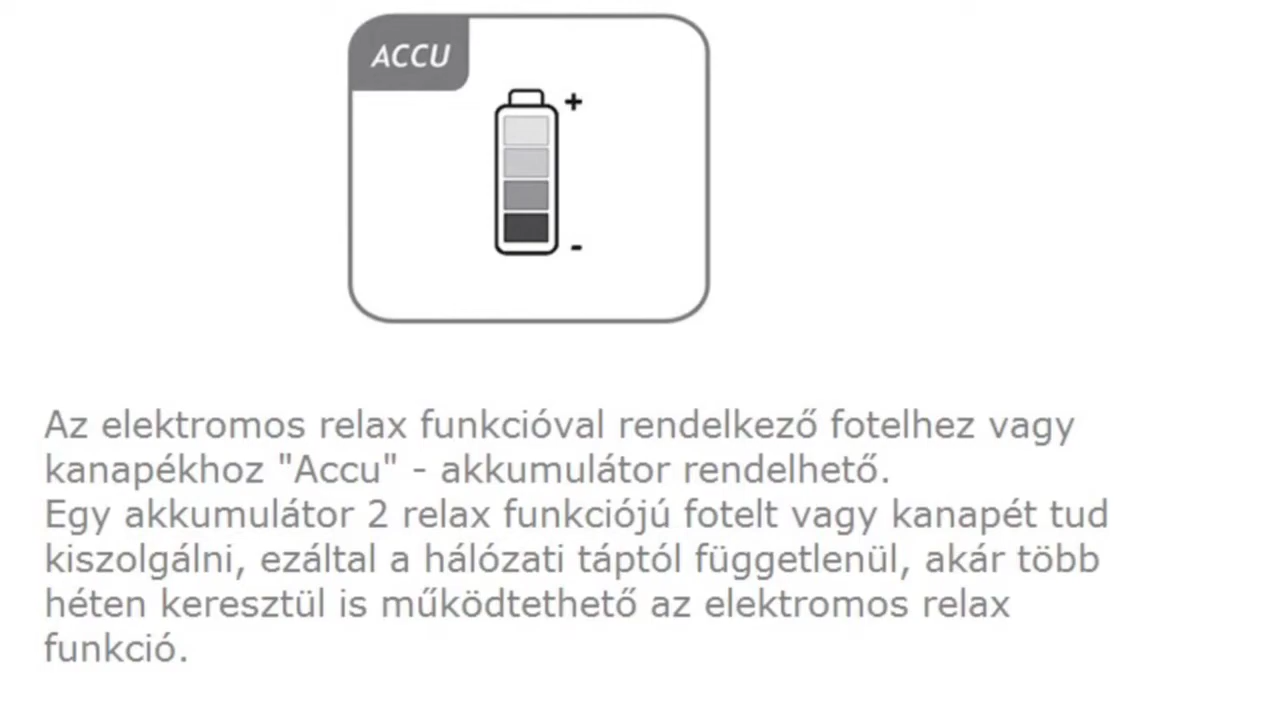 ACCU
+
-
Az elektromos relax funkcióval rendelkező fotelhez vagy
kanapékhoz "Accu" - akkumulátor rendelhető.
Egy akkumulátor 2 relax funkciójú fotelt vagy kanapét tud
kiszolgálni, ezáltal a hálózati táptól függetlenül, akár több
héten keresztül is működtethető az elektromos relax
funkció.